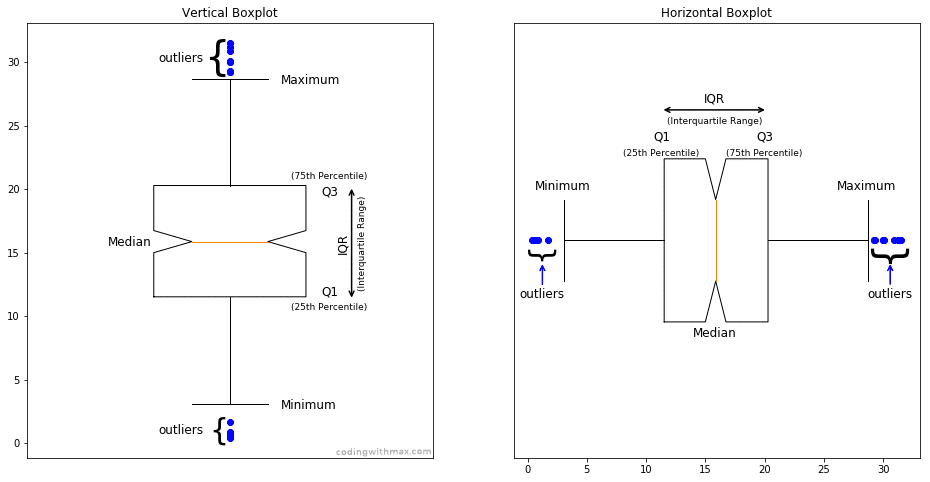 Vertical Boxplot
30
25
20
15
10
5
0
outliers
Maximum
(75th Percentile)
Q3
Median
IQR
(Interquartile Range)
Q1
(25th Percentile)
Minimum
outliers
codingwithmax.com
Horizontal Boxplot
IQR
(Interquartile Range)
Q1
Q3
(25th Percentile)
(75th Percentile)
Minimum
Maximum
outliers
outliers
Median
0
5
10
15
20
25
30